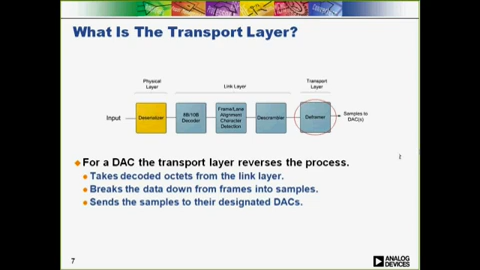 What Is The Transport Layer?
Physical
Layer
Link Layer
Transport
Layer
Input
Deserializer
8B/10B
Decoder
Frame/Lane
Alignment
Character
Detection
Descrambler
Deframer
Samples to
DAC(s)
For a DAC the transport layer reverses the process.
Takes decoded octets from the link layer.
Breaks the data down from frames into samples.
Sends the samples to their designated DACs.
7
ANALOG
DEVICES